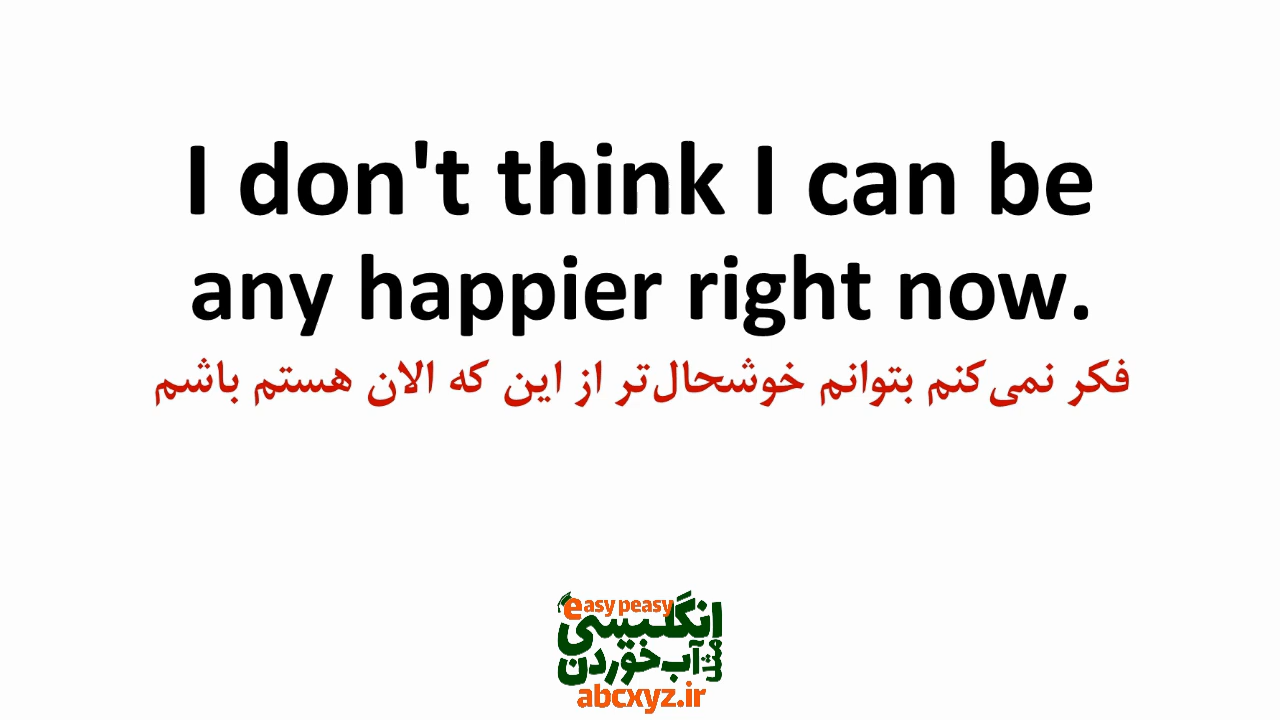 I don't think I can be
any happier right now.
فکر نمی‌کنم بتوانم خوشحال‌تر از این که الان هستم باشم
easy peasy
انگلیسی
مثل آب خوردن
abcxyz.ir